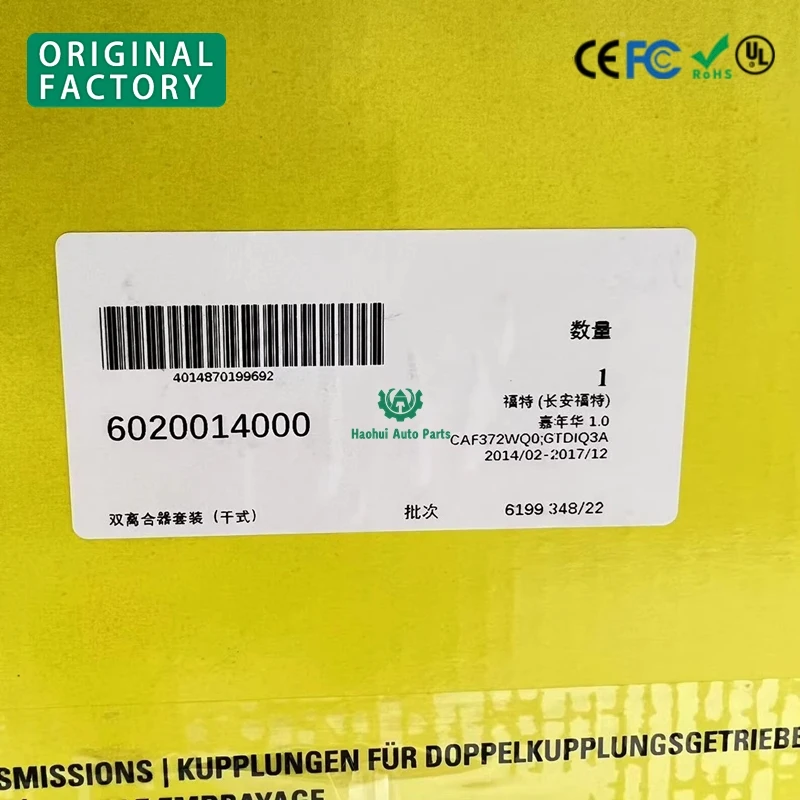 ORIGINAL
FACTORY
CE FC RoHS UL
4014870199692
数量
1
6020014000
Haohui Auto Parts
福特 (长安福特)
嘉年华 1.0
CAF372WQ0;GTDIQ3A
2014/02-2017/12
双离合器套装（干式）
批次
6199 348/22
SMISSIONS | KUPPLUNGEN FÜR DOPPELKUPPLUNGSGETRIEBE
EMBRAYAGE